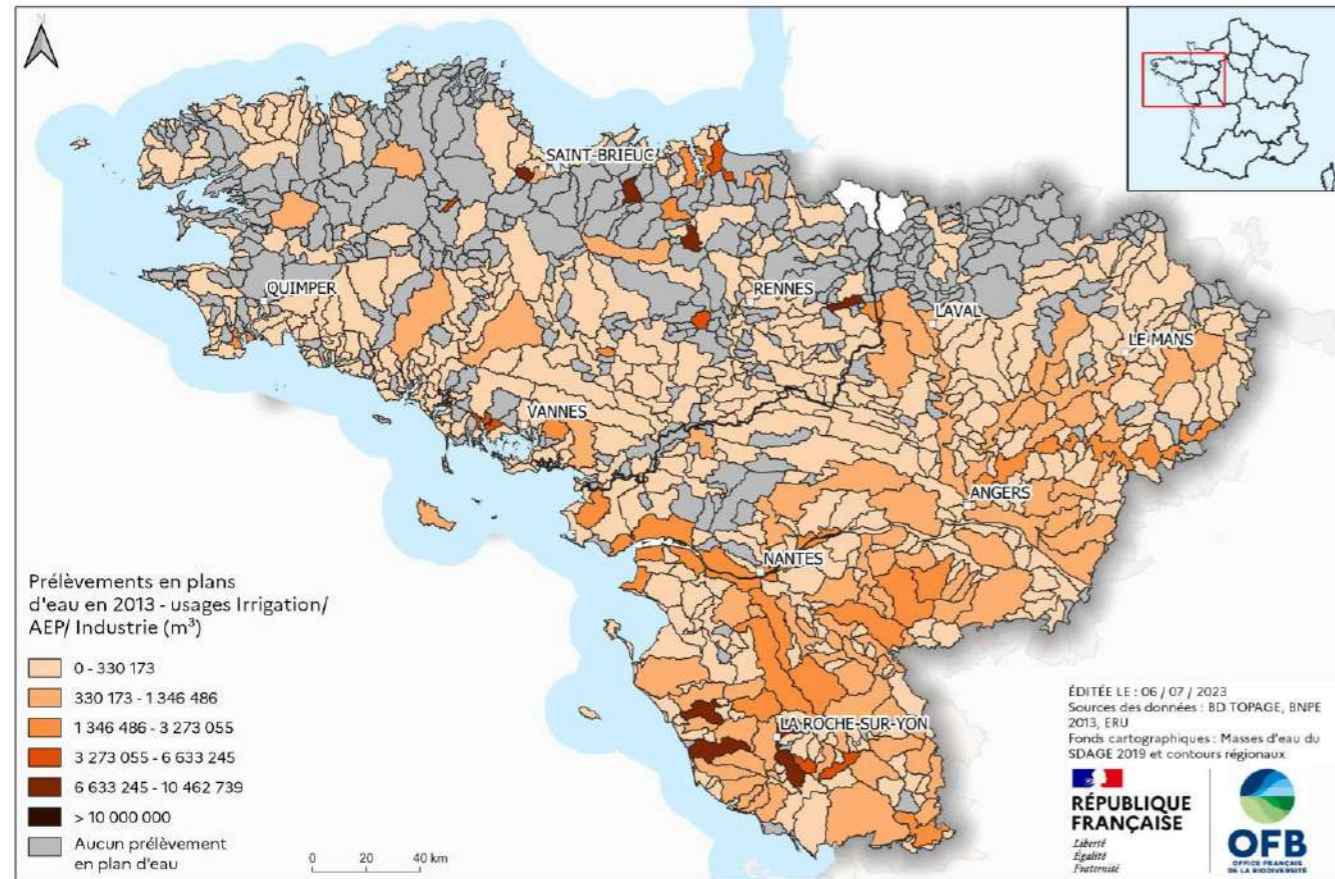 N
SAINT-BRIEUC
QUIMPER
RENNES
LAVAL
LE MANS
VANNES
ANGERS
NANTES
LA ROCHE-SUR-YON
Prélèvements en plans
d'eau en 2013 - usages Irrigation/
AEP/ Industrie (m³)
0 - 330 173
330 173 - 1 346 486
1 346 486 - 3 273 055
3 273 055 - 6 633 245
6 633 245 - 10 462 739
> 10 000 000
Aucun prélèvement
en plan d'eau
0 20 40 km
ÉDITÉE LE : 06 / 07 / 2023
Sources des données : BD TOPAGE, BNPE
2013, ERU
Fonds cartographiques : Masses d'eau du
SDAGE 2019 et contours régionaux
RÉPUBLIQUE
FRANÇAISE
Liberté
Égalité
Fraternité
OFB
OFFICE FRANÇAIS
DE LA BIODIVERSITÉ